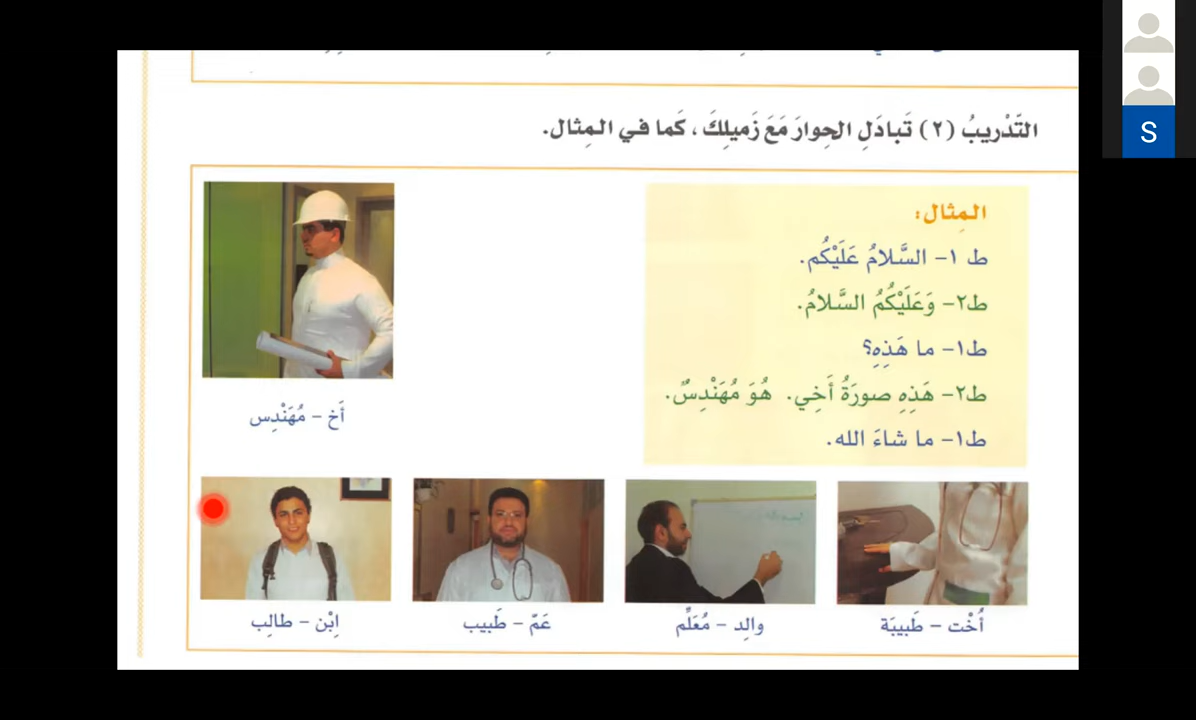 التَّدْريبُ (٢) تَبادَلِ الحِوارَ مَعَ زَميلِكَ، كَما في المِثال.
المِثال:
ط ١- السَّلامُ عَلَيْكُم.
ط٢- وَعَلَيْكُمُ السَّلامُ.
ط١- ما هَذِهِ؟
ط٢- هَذِهِ صورَةُ أَخي. هُوَ مُهَنْدِسٌ.
ط١- ما شاءَ الله.
أَخ - مُهَنْدِس
أُخْت - طَبيبَة
والِد - مُعَلِّم
عَمّ - طَبيب
اِبْن - طالِب
S